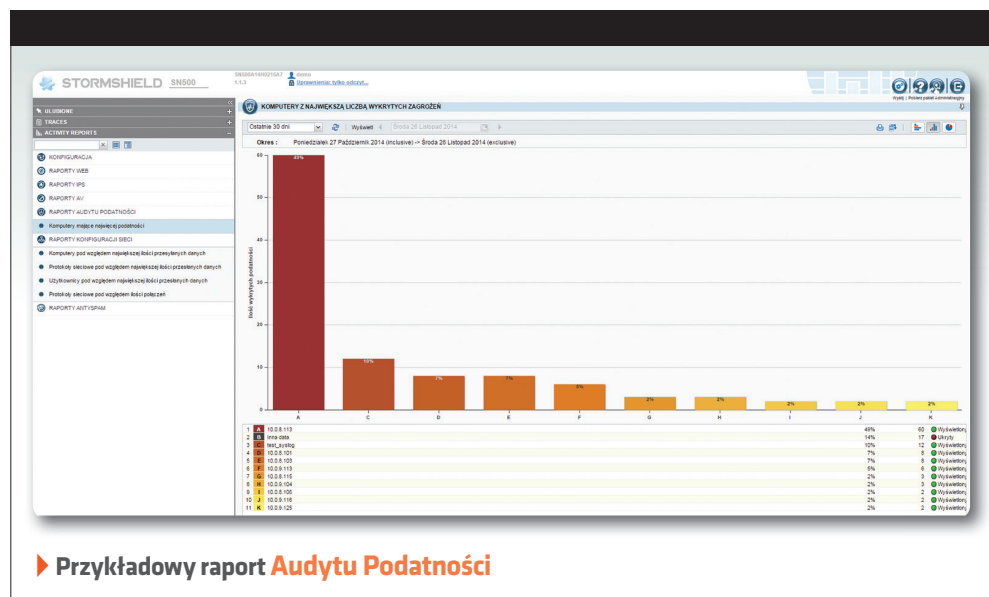 STORMSHIELD SN500
SN500A14H0215A7 demo
1.1.3 Uprawnienia: tylko odczyt...
Wyślij | Pobierz panel administracyjny
ULUBIONE
TRACES
ACTIVITY REPORTS
KONFIGURACJA
RAPORTY WEB
RAPORTY IPS
RAPORTY AV
RAPORTY AUDYTU PODATNOŚCI
Komputery mające najwięcej podatności
RAPORTY KONFIGURACJI SIECI
Komputery pod względem największej ilości przesyłanych danych
Protokoły sieciowe pod względem największej ilości przesłanych danych
Użytkownicy pod względem największej ilości przesłanych danych
Protokoły sieciowe pod względem ilości połączeń
RAPORTY ANTYSPAM
KOMPUTERY Z NAJWIĘKSZĄ LICZBĄ WYKRYTYCH ZAGROŻEŃ
Ostatnie 30 dni Wyświetl Środa 26 Listopad 2014
Okres : Poniedziałek 27 Październik 2014 (inclusive) -> Środa 26 Listopad 2014 (exclusive)
Ilość wykrytych podatności
60
50
40
30
20
10
0
49% 10% 7% 7% 5% 2% 2% 2% 2% 2%
A C D E F G H I J K
1 A 10.0.8.113 49% 60 Wyświetlony
2 B Inna data 14% 17 Ukryty
3 C test_syslog 10% 12 Wyświetlony
4 D 10.0.8.101 7% 8 Wyświetlony
5 E 10.0.8.103 7% 8 Wyświetlony
6 F 10.0.9.113 5% 6 Wyświetlony
7 G 10.0.8.115 2% 3 Wyświetlony
8 H 10.0.9.104 2% 3 Wyświetlony
9 I 10.0.8.106 2% 2 Wyświetlony
10 J 10.0.9.116 2% 2 Wyświetlony
11 K 10.0.9.125 2% 2 Wyświetlony
Przykładowy raport Audytu Podatności